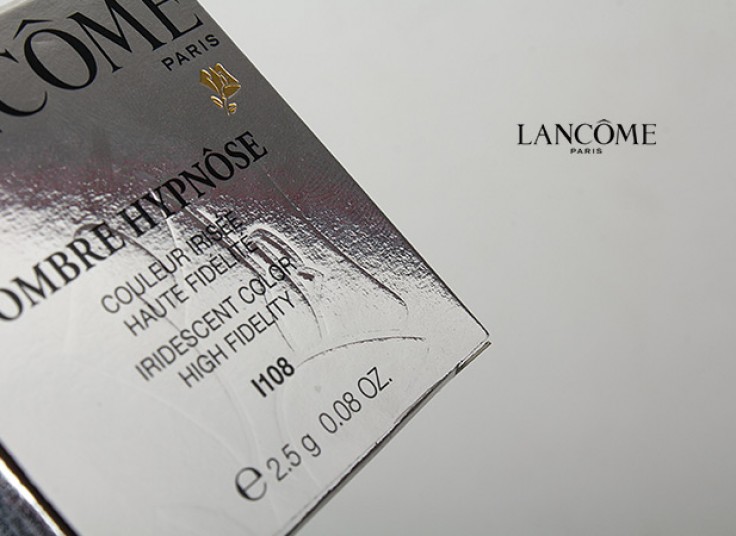 CÔME
PARIS
OMBRE HYPNÔSE
COULEUR IRISÉE
HAUTE FIDÉLITÉ
IRIDESCENT COLOR
HIGH FIDELITY
I108
e 2.5 g 0.08 OZ.
LANCÔME
PARIS